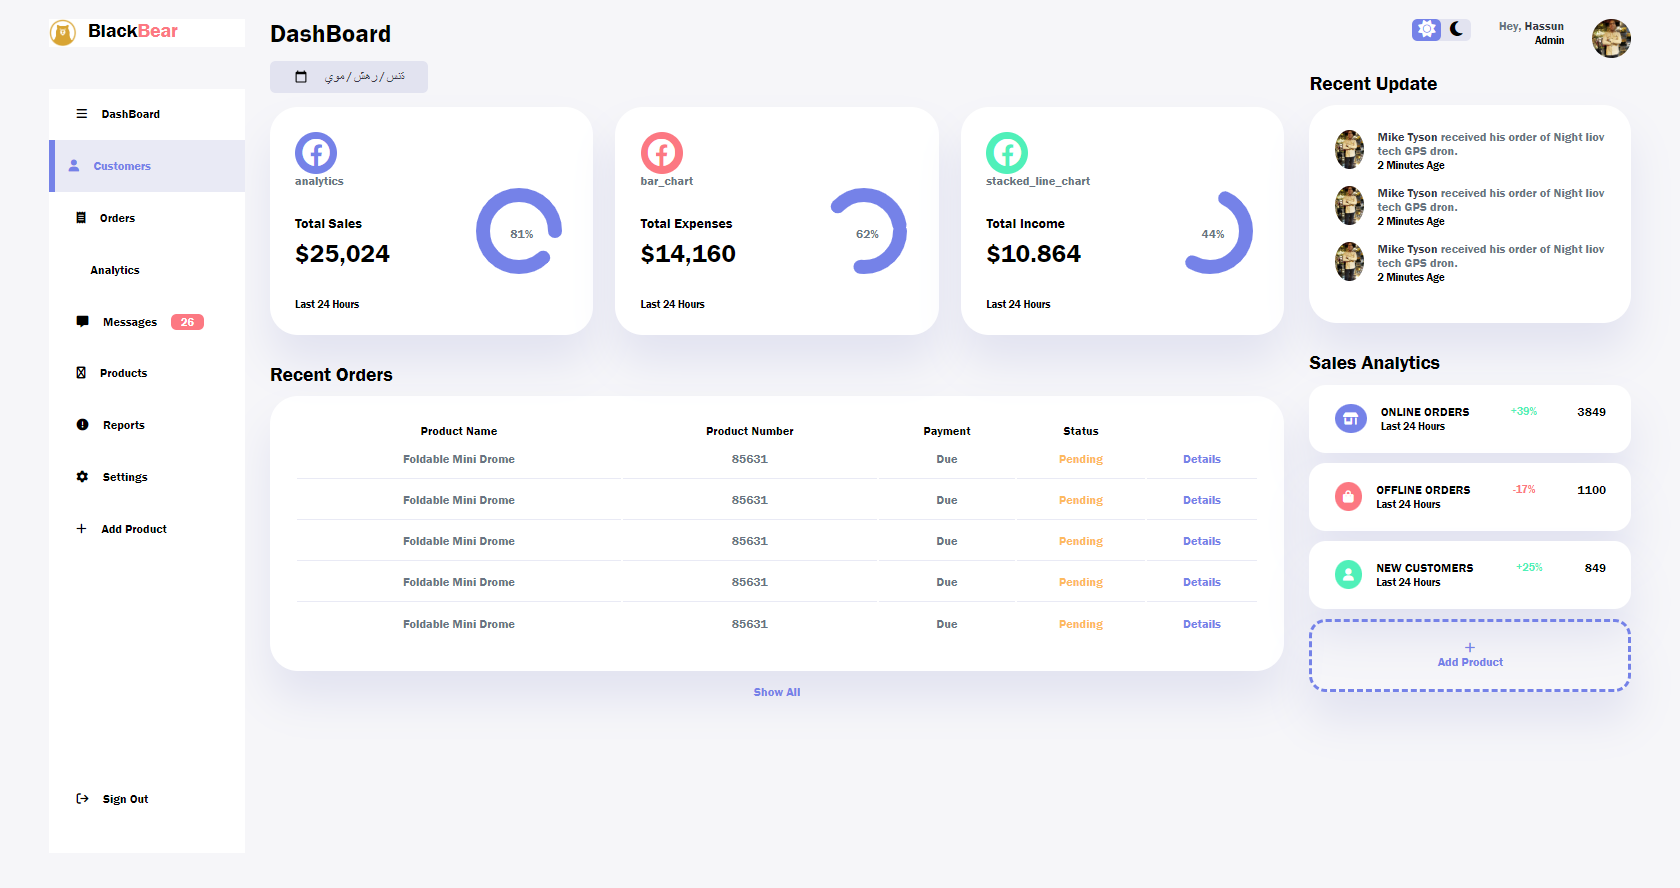 BlackBear
DashBoard
Customers
Orders
Analytics
Messages 26
Products
Reports
Settings
Add Product
Sign Out
DashBoard
analytics
Total Sales
$25,024
81%
Last 24 Hours
bar_chart
Total Expenses
$14,160
62%
Last 24 Hours
stacked_line_chart
Total Income
$10.864
44%
Last 24 Hours
Recent Orders
Product Name Product Number Payment Status
Foldable Mini Drome 85631 Due Pending Details
Foldable Mini Drome 85631 Due Pending Details
Foldable Mini Drome 85631 Due Pending Details
Foldable Mini Drome 85631 Due Pending Details
Foldable Mini Drome 85631 Due Pending Details
Show All
Hey, Hassun
Admin
Recent Update
Mike Tyson received his order of Night liov
tech GPS dron.
2 Minutes Age
Mike Tyson received his order of Night liov
tech GPS dron.
2 Minutes Age
Mike Tyson received his order of Night liov
tech GPS dron.
2 Minutes Age
Sales Analytics
ONLINE ORDERS +39% 3849
Last 24 Hours
OFFLINE ORDERS -17% 1100
Last 24 Hours
NEW CUSTOMERS +25% 849
Last 24 Hours
Add Product